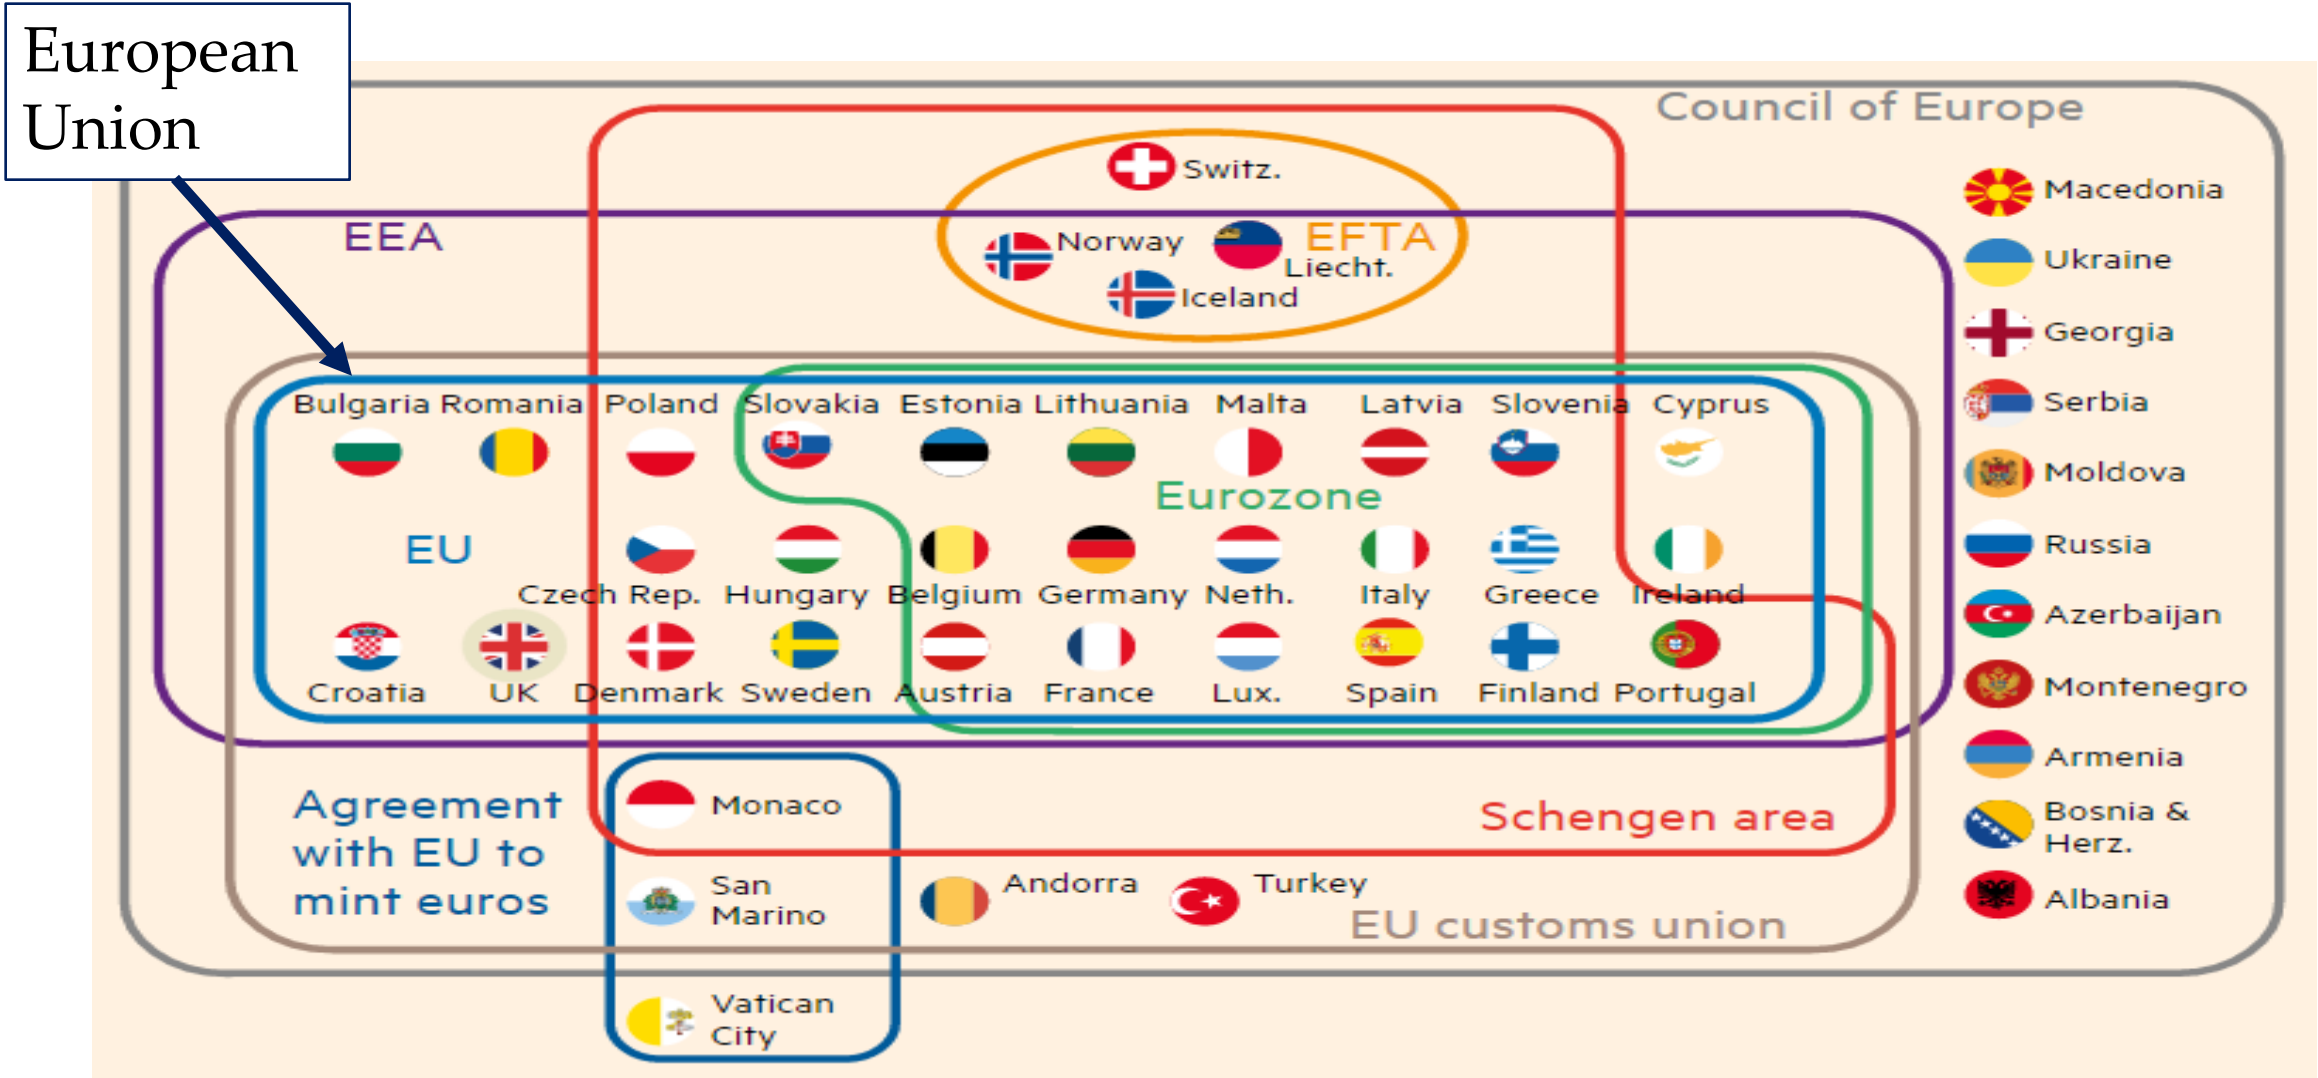 European
Union
Council of Europe
Switz.
Macedonia
EEA
Norway
EFTA
Liecht.
Iceland
Ukraine
Georgia
Bulgaria Romania Poland Slovakia Estonia Lithuania Malta Latvia Slovenia Cyprus
Serbia
Eurozone
Moldova
EU
Russia
Czech Rep. Hungary Belgium Germany Neth. Italy Greece Ireland
Azerbaijan
Croatia UK Denmark Sweden Austria France Lux. Spain Finland Portugal
Montenegro
Armenia
Agreement
with EU to
mint euros
Monaco
Schengen area
Bosnia &
Herz.
San
Marino
Andorra
Turkey
EU customs union
Albania
Vatican
City